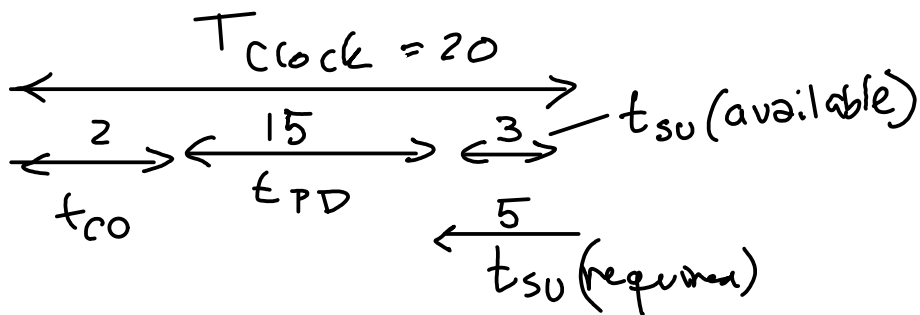 TClock = 20
2 15 3 tsu (available)
tco tPD
5
tsu (required)